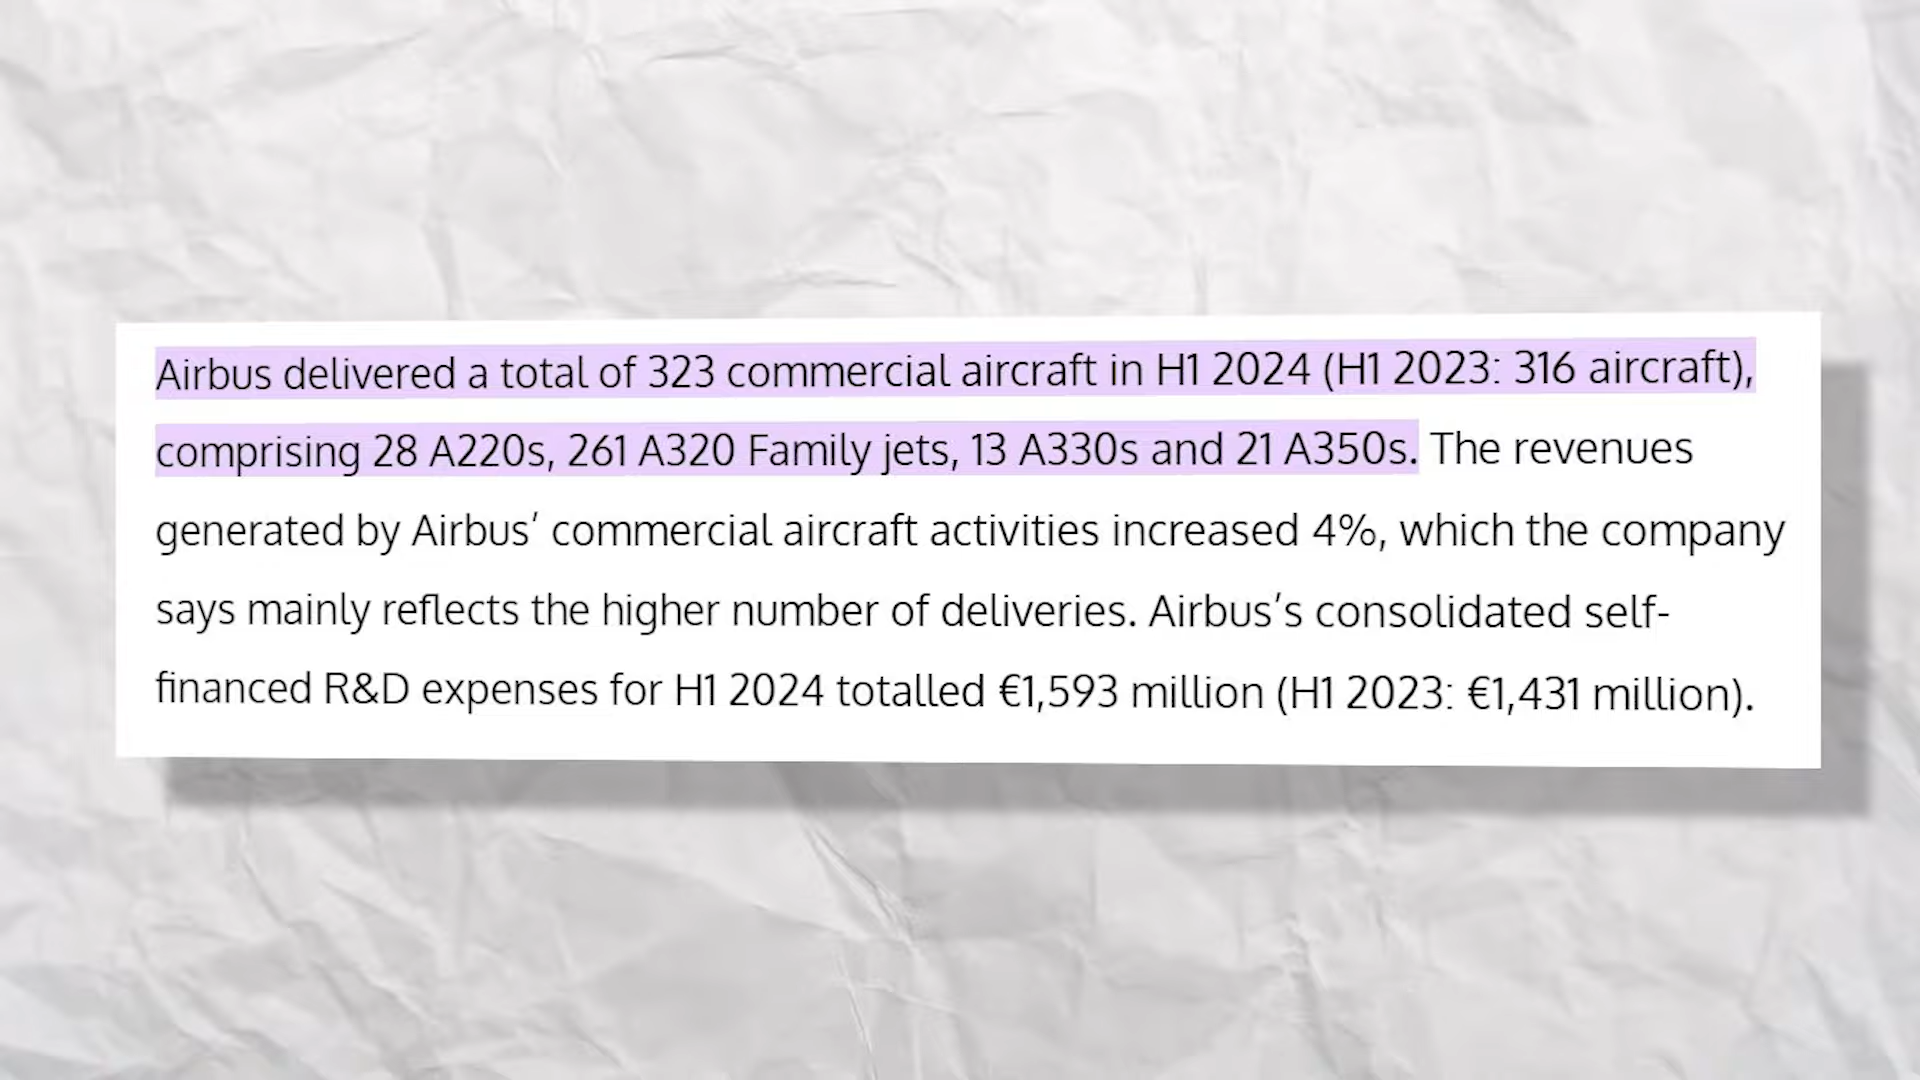 Airbus delivered a total of 323 commercial aircraft in H1 2024 (H1 2023: 316 aircraft),
comprising 28 A220s, 261 A320 Family jets, 13 A330s and 21 A350s. The revenues
generated by Airbus’ commercial aircraft activities increased 4%, which the company
says mainly reflects the higher number of deliveries. Airbus’s consolidated self-
financed R&D expenses for H1 2024 totalled €1,593 million (H1 2023: €1,431 million).